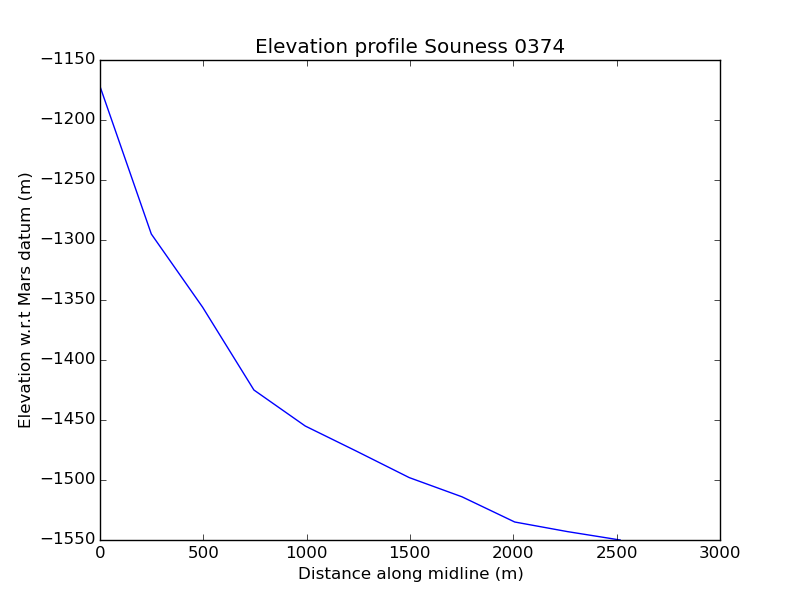 Elevation profile Souness 0374
−1150
−1200
−1250
−1300
−1350
−1400
−1450
−1500
−1550
Elevation w.r.t Mars datum (m)
0 500 1000 1500 2000 2500 3000
Distance along midline (m)